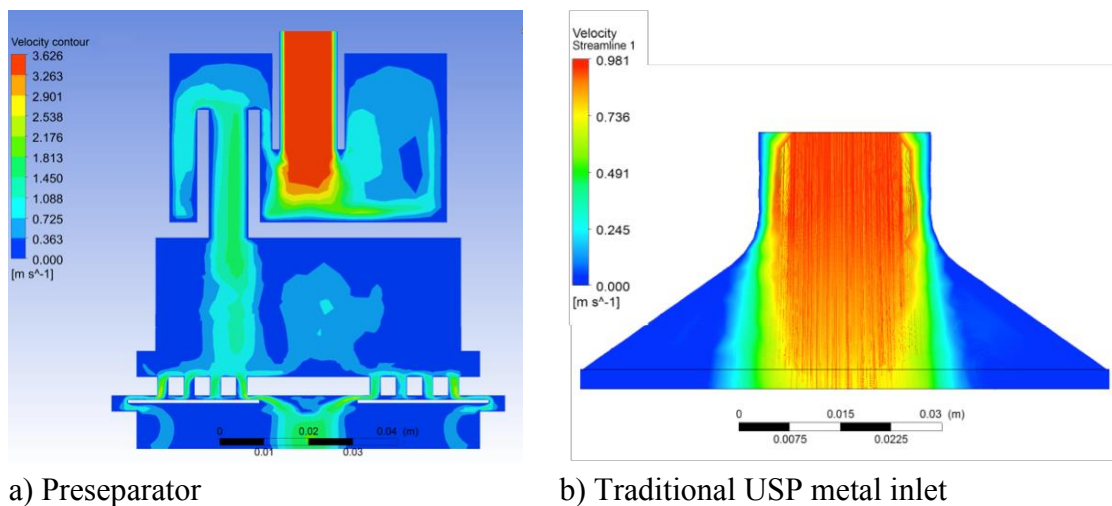 Velocity contour
3.626
3.263
2.901
2.538
2.176
1.813
1.450
1.088
0.725
0.363
0.000
[m s^-1]
0 0.02 0.04 (m)
0.01 0.03
Velocity
Streamline 1
0.981
0.736
0.491
0.245
0.000
[m s^-1]
0 0.015 0.03 (m)
0.0075 0.0225
a) Preseparator b) Traditional USP metal inlet